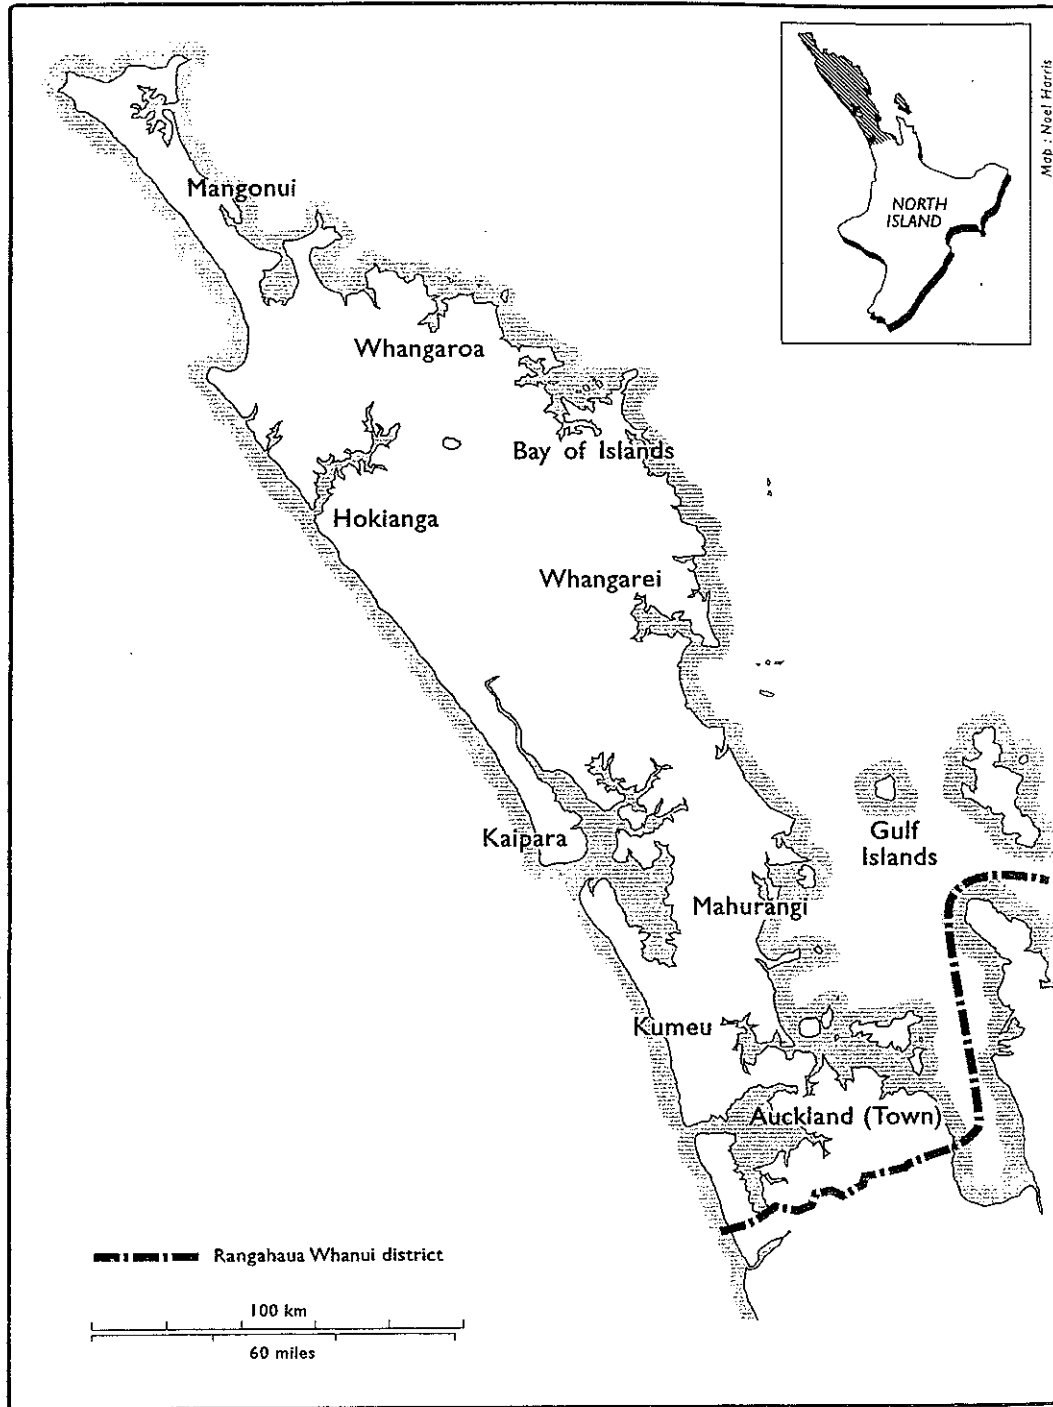 Map : Noel Harris
NORTH
ISLAND
Mangonui
Whangaroa
Bay of Islands
Hokianga
Whangarei
Kaipara
Gulf
Islands
Mahurangi
Kumeu
Auckland (Town)
Rangahaua Whanui district
100 km
60 miles